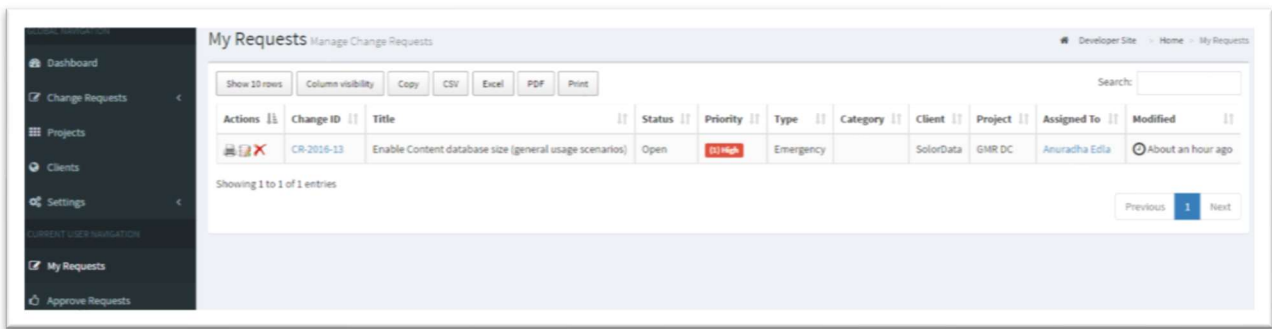 GLOBAL NAVIGATION
Dashboard
Change Requests
Projects
Clients
Settings
CURRENT USER NAVIGATION
My Requests
Approve Requests
My Requests Manage Change Requests
Developer Site > Home > My Requests
Show 10 rows Column visibility Copy CSV Excel PDF Print
Search:
Actions Change ID Title Status Priority Type Category Client Project Assigned To Modified
CR-2016-13 Enable Content database size (general usage scenarios) Open (1) High Emergency SolorData GMR DC Anuradha Edla About an hour ago
Showing 1 to 1 of 1 entries
Previous 1 Next